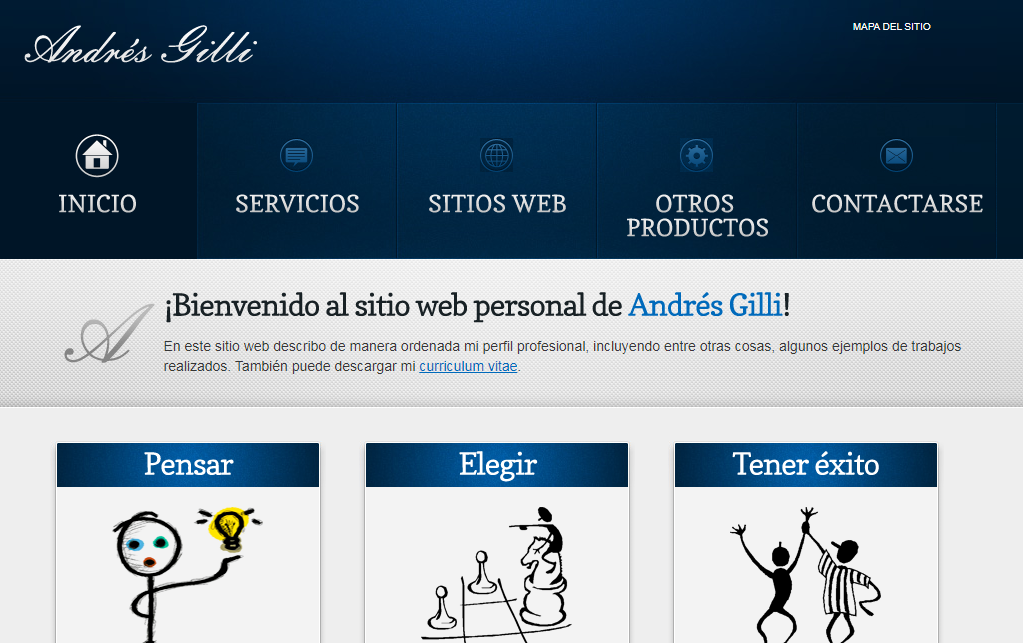 Andrés Gilli
MAPA DEL SITIO
INICIO
SERVICIOS
SITIOS WEB
OTROS
PRODUCTOS
CONTACTARSE
A
¡Bienvenido al sitio web personal de Andrés Gilli!
En este sitio web describo de manera ordenada mi perfil profesional, incluyendo entre otras cosas, algunos ejemplos de trabajos
realizados. También puede descargar mi curriculum vitae.
Pensar
Elegir
Tener éxito